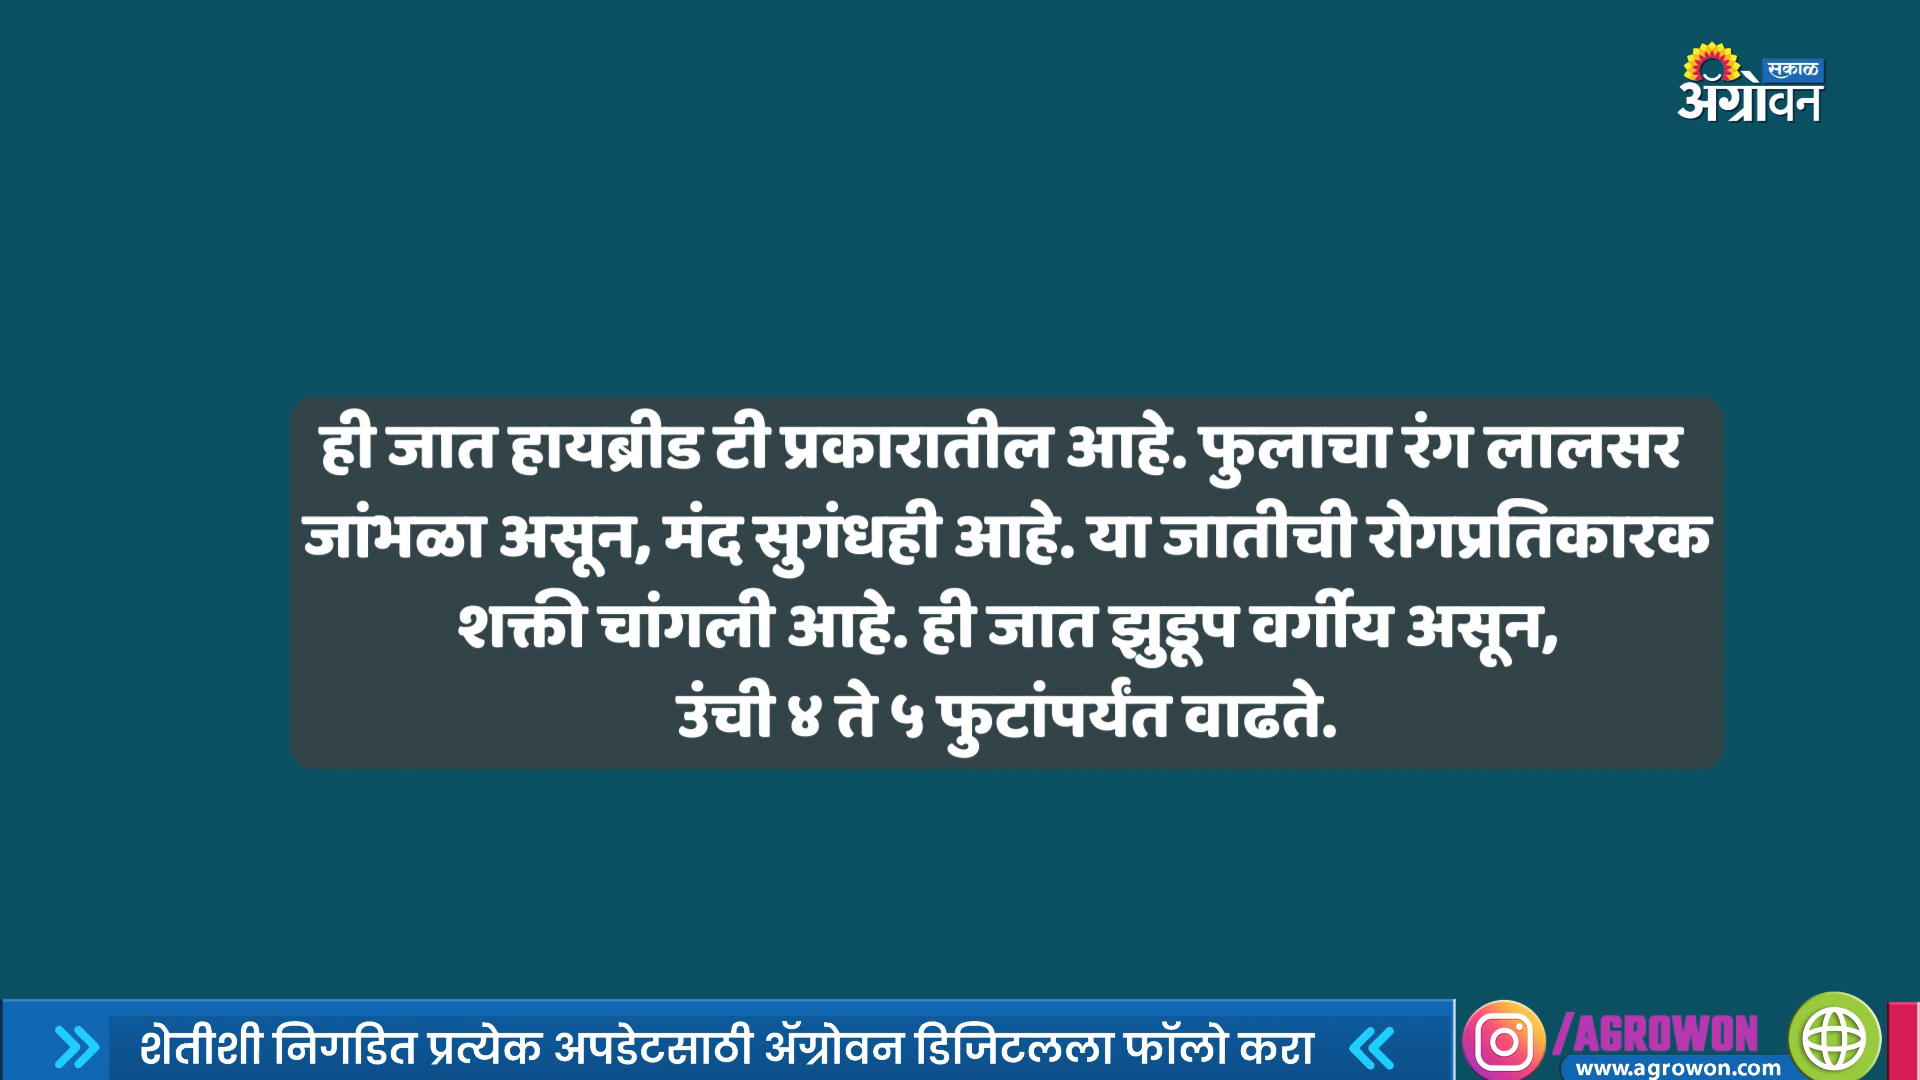 सकाळ
अॅग्रोवन
ही जात हायब्रीड टी प्रकारातील आहे. फुलाचा रंग लालसर
जांभळा असून, मंद सुगंधही आहे. या जातीची रोगप्रतिकारक
शक्ती चांगली आहे. ही जात झुडूप वर्गीय असून,
उंची ४ ते ५ फुटांपर्यंत वाढते.
शेतीशी निगडित प्रत्येक अपडेटसाठी ॲग्रोवन डिजिटलला फॉलो करा
/AGROWON
www.agrowon.com